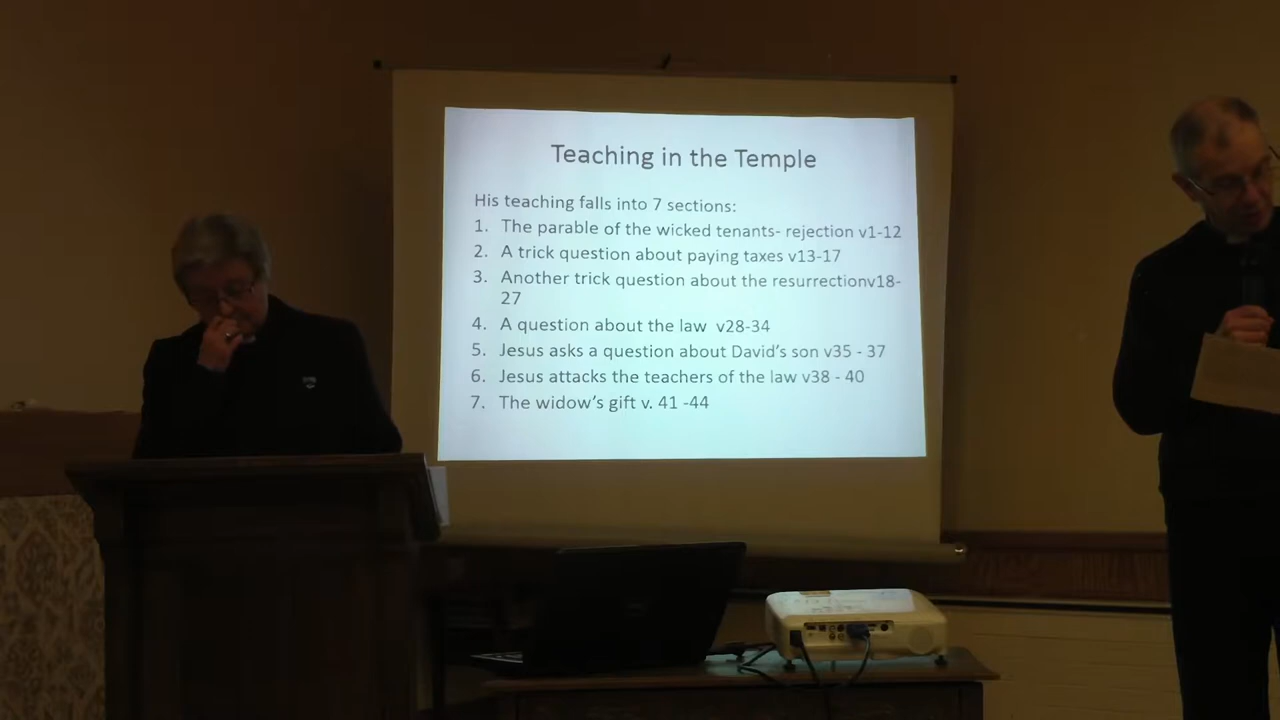 Teaching in the Temple
His teaching falls into 7 sections:
1. The parable of the wicked tenants- rejection v1-12
2. A trick question about paying taxes v13-17
3. Another trick question about the resurrectionv18-
27
4. A question about the law v28-34
5. Jesus asks a question about David's son v35 - 37
6. Jesus attacks the teachers of the law v38 - 40
7. The widow's gift v. 41 -44